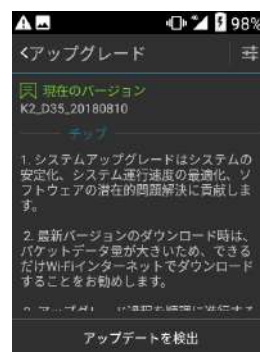 98%
アップグレード
現在のバージョン
K2_D35_20180810
チップ
1. システムアップグレードはシステムの
安定化、システム運行速度の最適化、ソ
フトウェアの潜在的問題解決に貢献しま
す。
2. 最新バージョンのダウンロード時は、
パケットデータ量が大きいため、できる
だけWi-Fiインターネットでダウンロード
することをお勧めします。
アップデートを検出